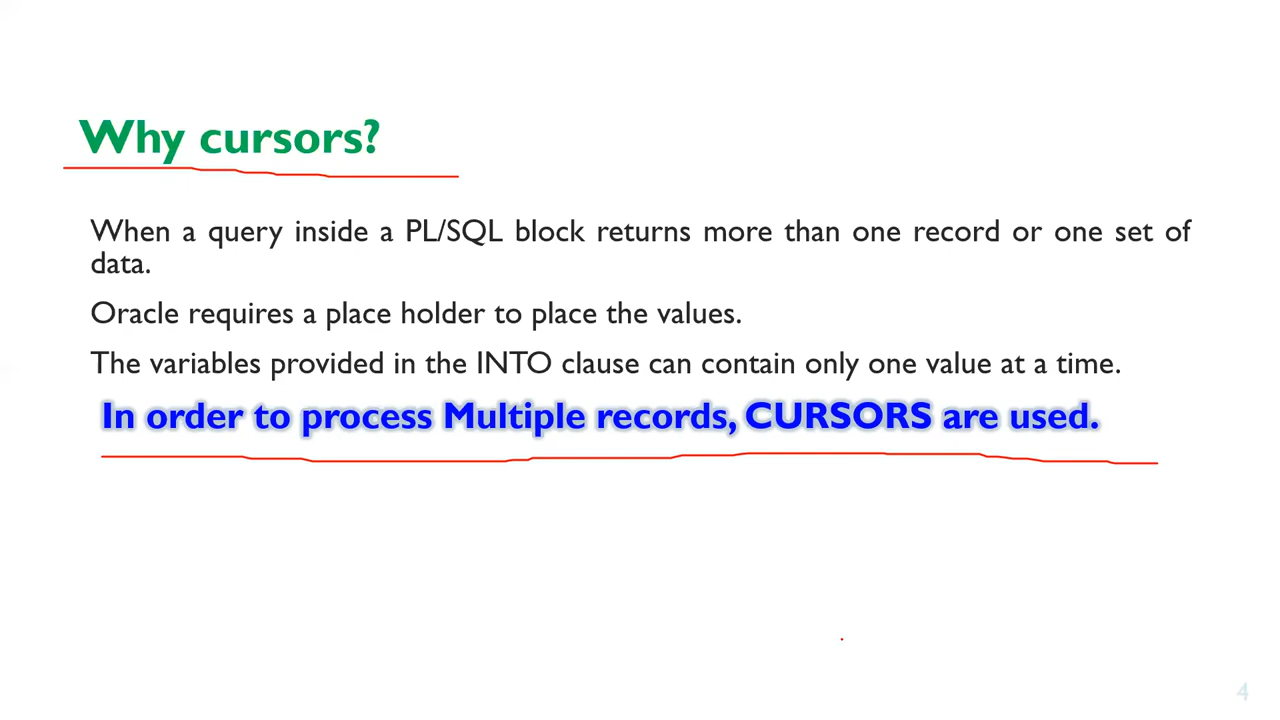 Why cursors?
When a query inside a PL/SQL block returns more than one record or one set of
data.
Oracle requires a place holder to place the values.
The variables provided in the INTO clause can contain only one value at a time.
In order to process Multiple records, CURSORS are used.
4